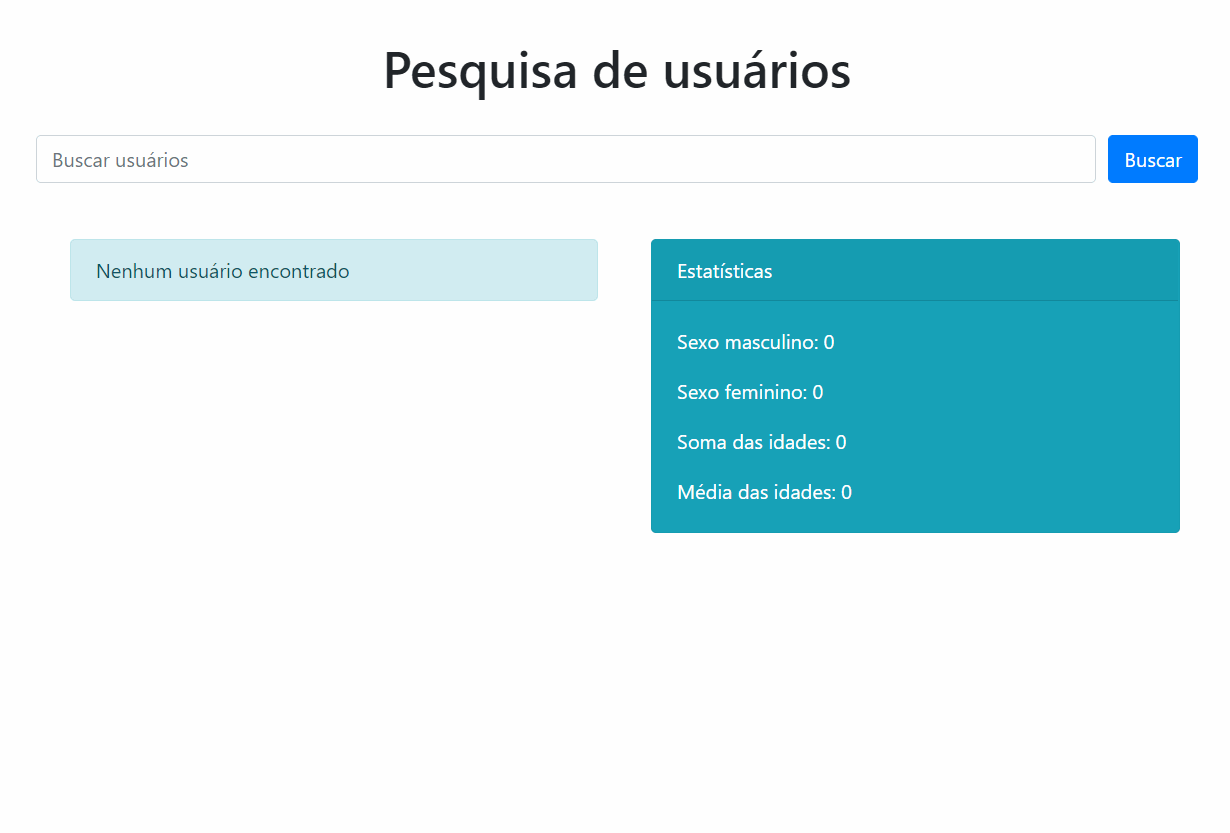 Pesquisa de usuários
Buscar usuários
Buscar
Nenhum usuário encontrado
Estatísticas
Sexo masculino: 0
Sexo feminino: 0
Soma das idades: 0
Média das idades: 0